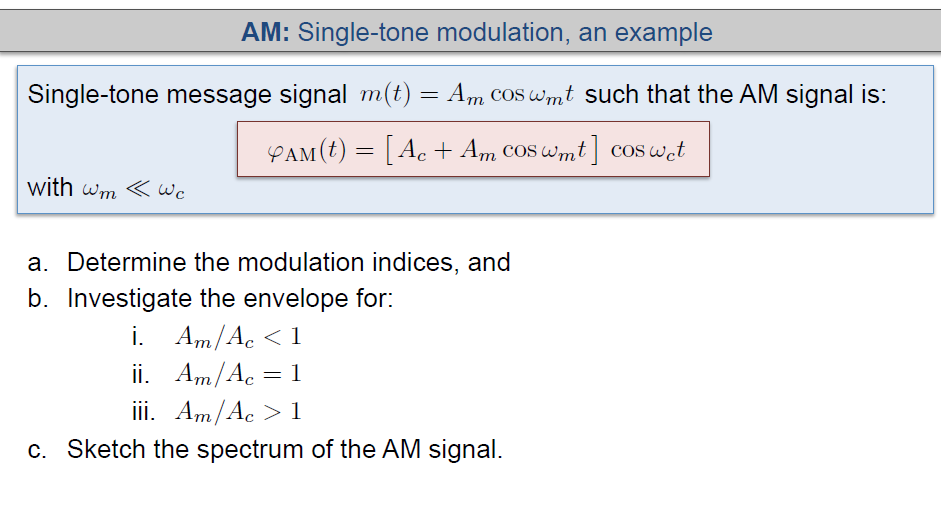 AM: Single-tone modulation, an example
Single-tone message signal m(t) = A_m cos ω_m t such that the AM signal is:
φ_AM(t) = [ A_c + A_m cos ω_m t ] cos ω_c t
with ω_m ≪ ω_c
a. Determine the modulation indices, and
b. Investigate the envelope for:
i. A_m/A_c < 1
ii. A_m/A_c = 1
iii. A_m/A_c > 1
c. Sketch the spectrum of the AM signal.